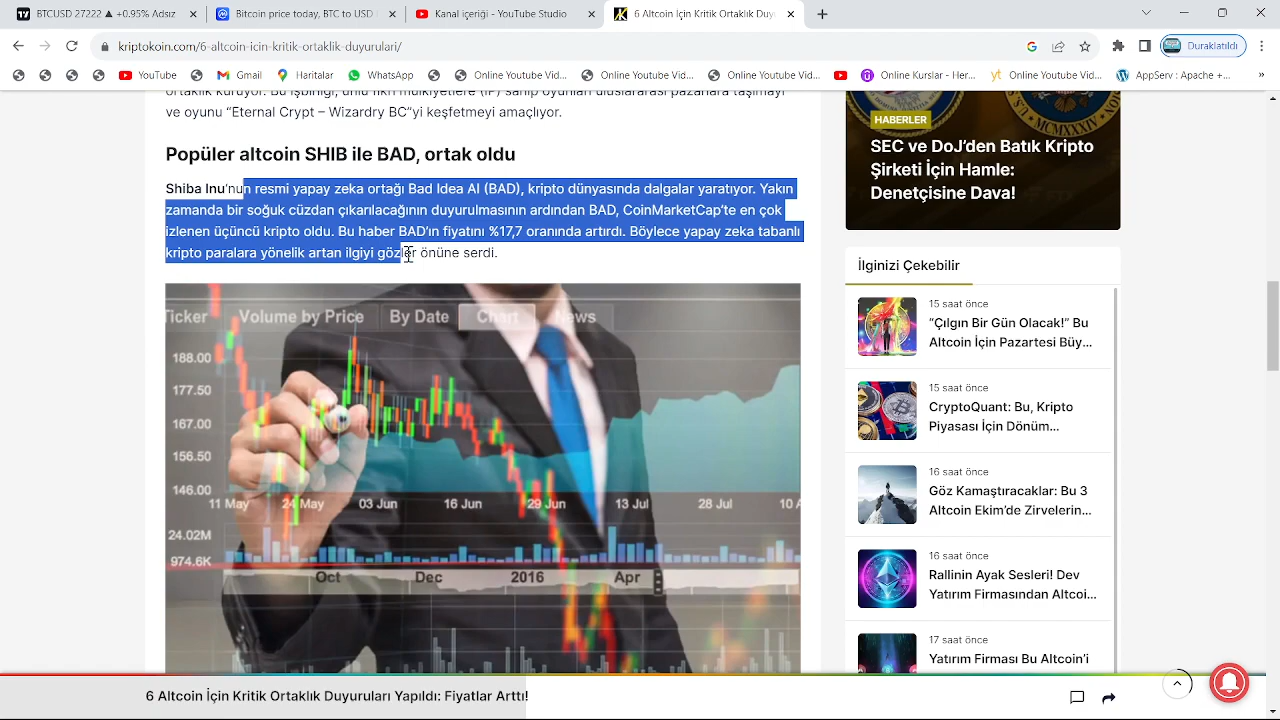 BTCUSD 27222 ▲ +0.95% Adsız
Bitcoin price today, BTC to USD l
Kanal içeriği - YouTube Studio
6 Altcoin İçin Kritik Ortaklık Duy
kriptokoin.com/6-altcoin-icin-kritik-ortaklik-duyurulari/
Duraklatıldı
YouTube
Gmail
Haritalar
WhatsApp
Online Youtube Vid...
Online Youtube Vid...
Online Youtube Vid...
Online Kurslar - Her...
Online Youtube Vid...
AppServ : Apache +...
ve oyunu “Eternal Crypt – Wizardry BC”yi keşfetmeyi amaçlıyor.
Popüler altcoin SHIB ile BAD, ortak oldu
Shiba Inu’nun resmi yapay zeka ortağı Bad Idea AI (BAD), kripto dünyasında dalgalar yaratıyor. Yakın
zamanda bir soğuk cüzdan çıkarılacağının duyurulmasının ardından BAD, CoinMarketCap’te en çok
izlenen üçüncü kripto oldu. Bu haber BAD’ın fiyatını %17,7 oranında artırdı. Böylece yapay zeka tabanlı
kripto paralara yönelik artan ilgiyi gözler önüne serdi.
Ticker
Volume by Price
By Date
Chart
News
188.00
177.50
167.00
156.50
146.00
11 May
24 May
03 Jun
16 Jun
29 Jun
13 Jul
28 Jul
10 A
24.02M
974.6K
Oct
Dec
2016
Apr
MCMXXXIV
HABERLER
SEC ve DoJ’den Batık Kripto
Şirketi İçin Hamle:
Denetçisine Dava!
İlginizi Çekebilir
15 saat önce
“Çılgın Bir Gün Olacak!” Bu
Altcoin İçin Pazartesi Büy...
15 saat önce
CryptoQuant: Bu, Kripto
Piyasası İçin Dönüm...
16 saat önce
Göz Kamaştıracaklar: Bu 3
Altcoin Ekim’de Zirvelerin...
16 saat önce
Rallinin Ayak Sesleri! Dev
Yatırım Firmasından Altcoi...
17 saat önce
Yatırım Firması Bu Altcoin’i
6 Altcoin İçin Kritik Ortaklık Duyuruları Yapıldı: Fiyatlar Arttı!